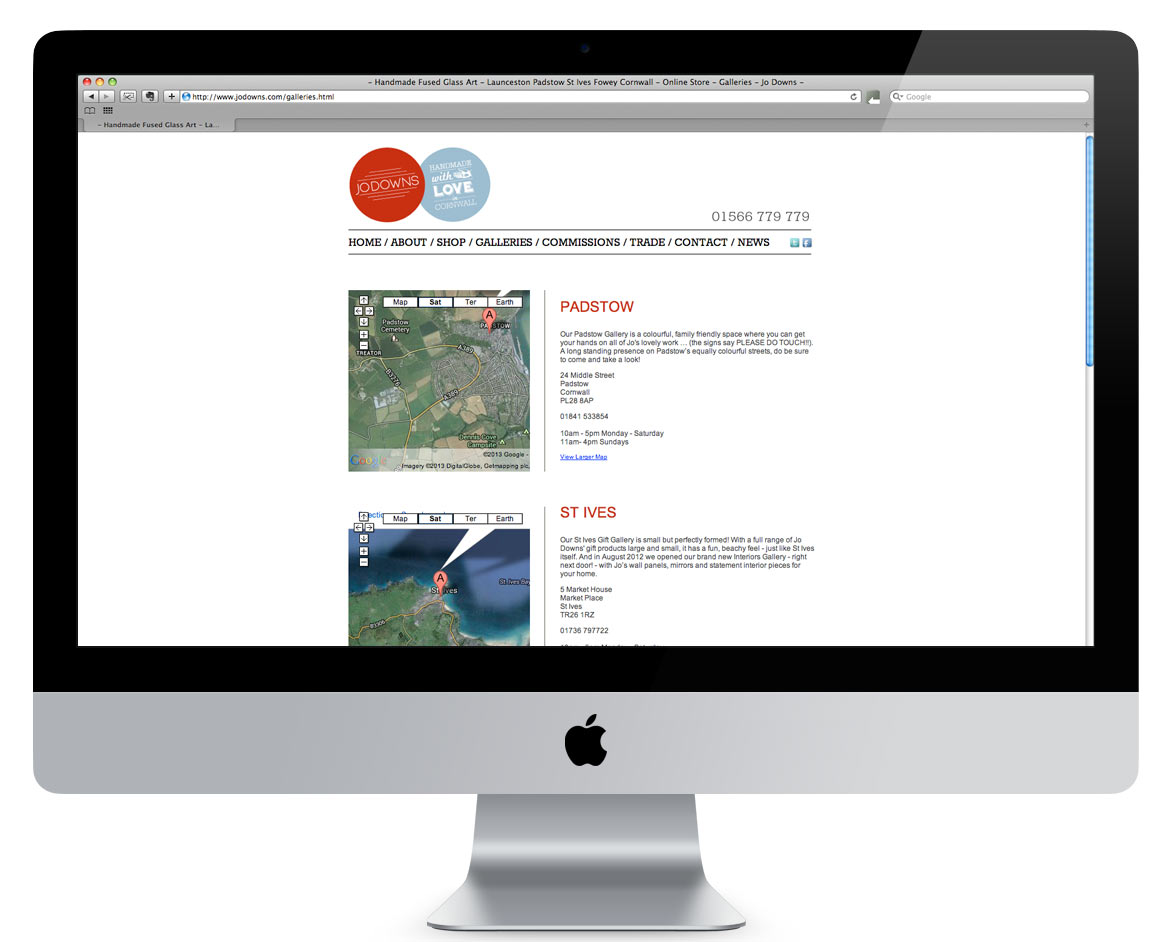 – Handmade Fused Glass Art – Launceston Padstow St Ives Fowey Cornwall – Online Store – Galleries – Jo Downs –
http://www.jodowns.com/galleries.html
Google
– Handmade Fused Glass Art – La...
JO DOWNS
HANDMADE
with
LOVE
IN
CORNWALL
01566 779 779
HOME / ABOUT / SHOP / GALLERIES / COMMISSIONS / TRADE / CONTACT / NEWS
Map Sat Ter Earth
A
PADSTOW
Padstow
Cemetery
TREATOR
A389
B3276
A389
Dennis Cove
Campsite
Google
©2013 Google -
Imagery ©2013 DigitalGlobe, Getmapping plc,
PADSTOW
Our Padstow Gallery is a colourful, family friendly space where you can get
your hands on all of Jo's lovely work ... (the signs say PLEASE DO TOUCH!!).
A long standing presence on Padstow's equally colourful streets, do be sure
to come and take a look!
24 Middle Street
Padstow
Cornwall
PL28 8AP
01841 533854
10am - 5pm Monday - Saturday
11am- 4pm Sundays
View Larger Map
Map Sat Ter Earth
A
St Ives
St Ives Bay
B3306
ST IVES
Our St Ives Gift Gallery is small but perfectly formed! With a full range of Jo
Downs' gift products large and small, it has a fun, beachy feel - just like St Ives
itself. And in August 2012 we opened our brand new Interiors Gallery - right
next door! - with Jo's wall panels, mirrors and statement interior pieces for
your home.
5 Market House
Market Place
St Ives
TR26 1RZ
01736 797722